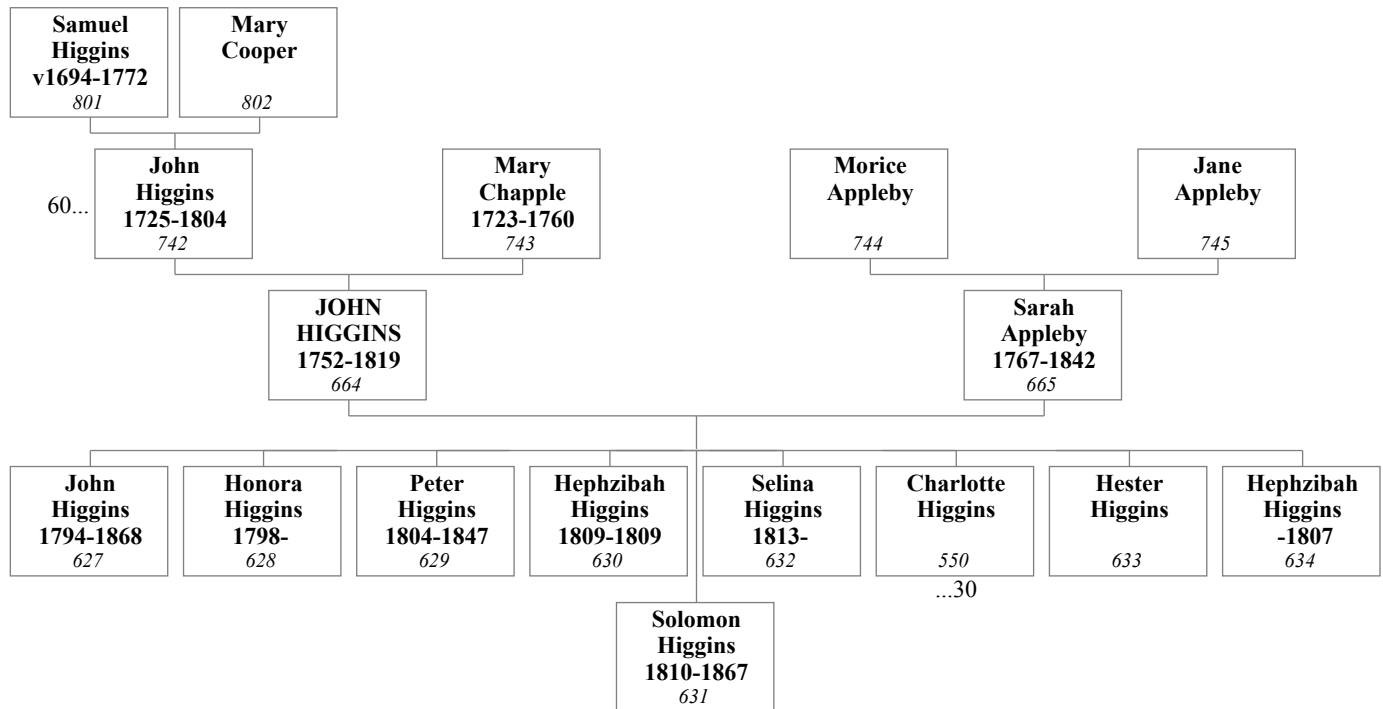 Samuel
Higgins
v1694-1772
801
Mary
Cooper
802
60...
John
Higgins
1725-1804
742
Mary
Chapple
1723-1760
743
Morice
Appleby
744
Jane
Appleby
745
JOHN
HIGGINS
1752-1819
664
Sarah
Appleby
1767-1842
665
John
Higgins
1794-1868
627
Honora
Higgins
1798-
628
Peter
Higgins
1804-1847
629
Hephzibah
Higgins
1809-1809
630
Selina
Higgins
1813-
632
Charlotte
Higgins
550
...30
Hester
Higgins
633
Hephzibah
Higgins
-1807
634
Solomon
Higgins
1810-1867
631